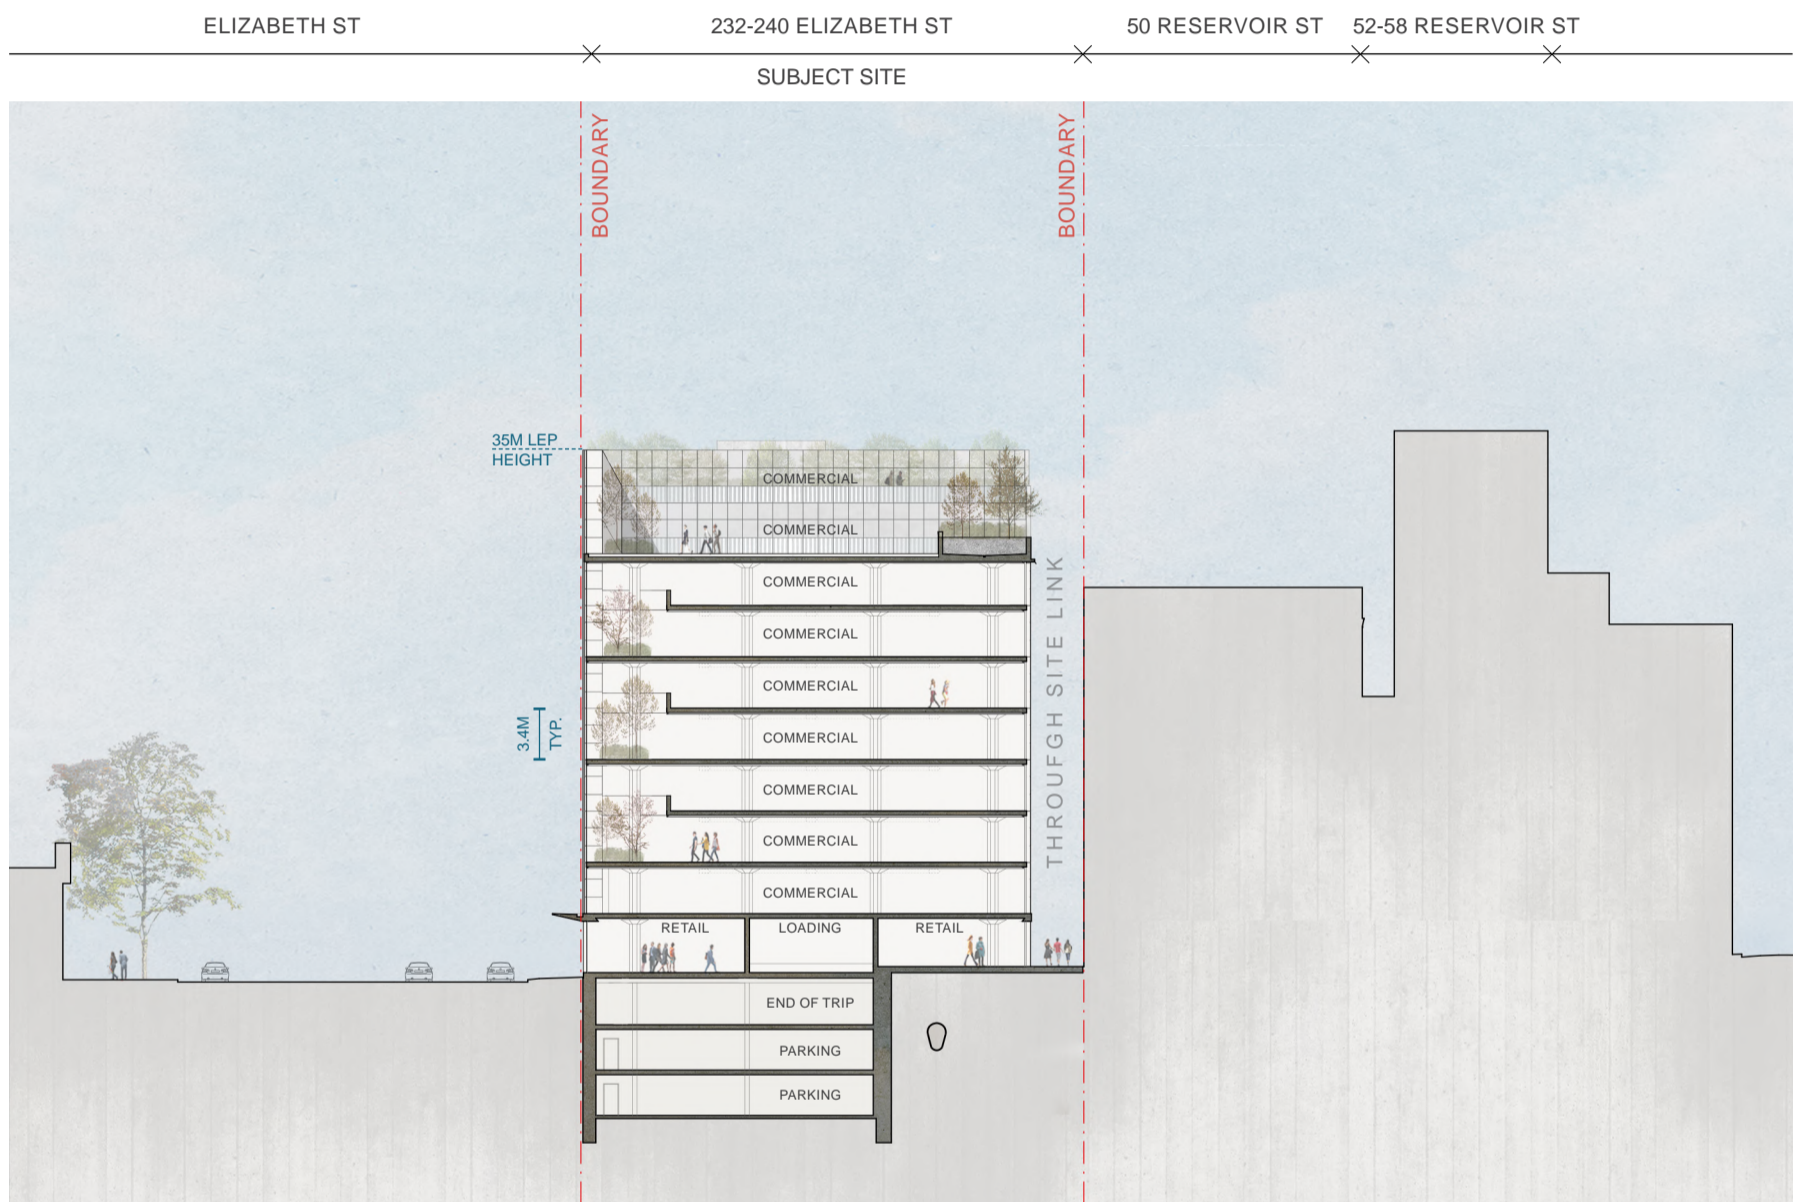 ELIZABETH ST
232-240 ELIZABETH ST
50 RESERVOIR ST
52-58 RESERVOIR ST
SUBJECT SITE
BOUNDARY
BOUNDARY
35M LEP
HEIGHT
COMMERCIAL
COMMERCIAL
COMMERCIAL
COMMERCIAL
COMMERCIAL
COMMERCIAL
COMMERCIAL
COMMERCIAL
COMMERCIAL
3.4M
TYP.
THROUFGH SITE LINK
RETAIL
LOADING
RETAIL
END OF TRIP
PARKING
PARKING